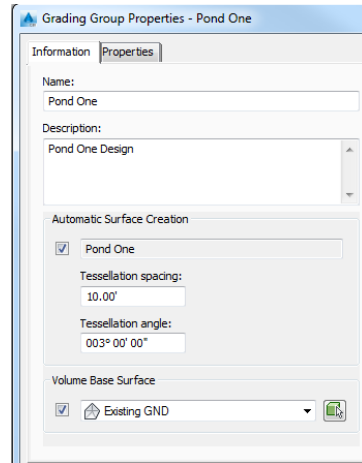 Grading Group Properties - Pond One
Information Properties
Name:
Pond One
Description:
Pond One Design
Automatic Surface Creation
Pond One
Tessellation spacing:
10.00'
Tessellation angle:
003° 00' 00"
Volume Base Surface
Existing GND